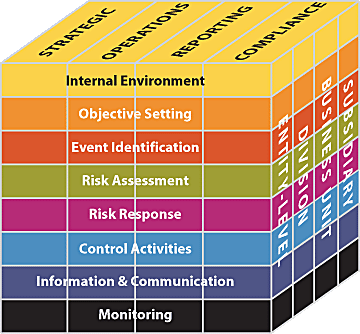 STRATEGIC
OPERATIONS
REPORTING
COMPLIANCE
Internal Environment
Objective Setting
Event Identification
Risk Assessment
Risk Response
Control Activities
Information & Communication
Monitoring
ENTITY-LEVEL
DIVISION
BUSINESS UNIT
SUBSIDIARY